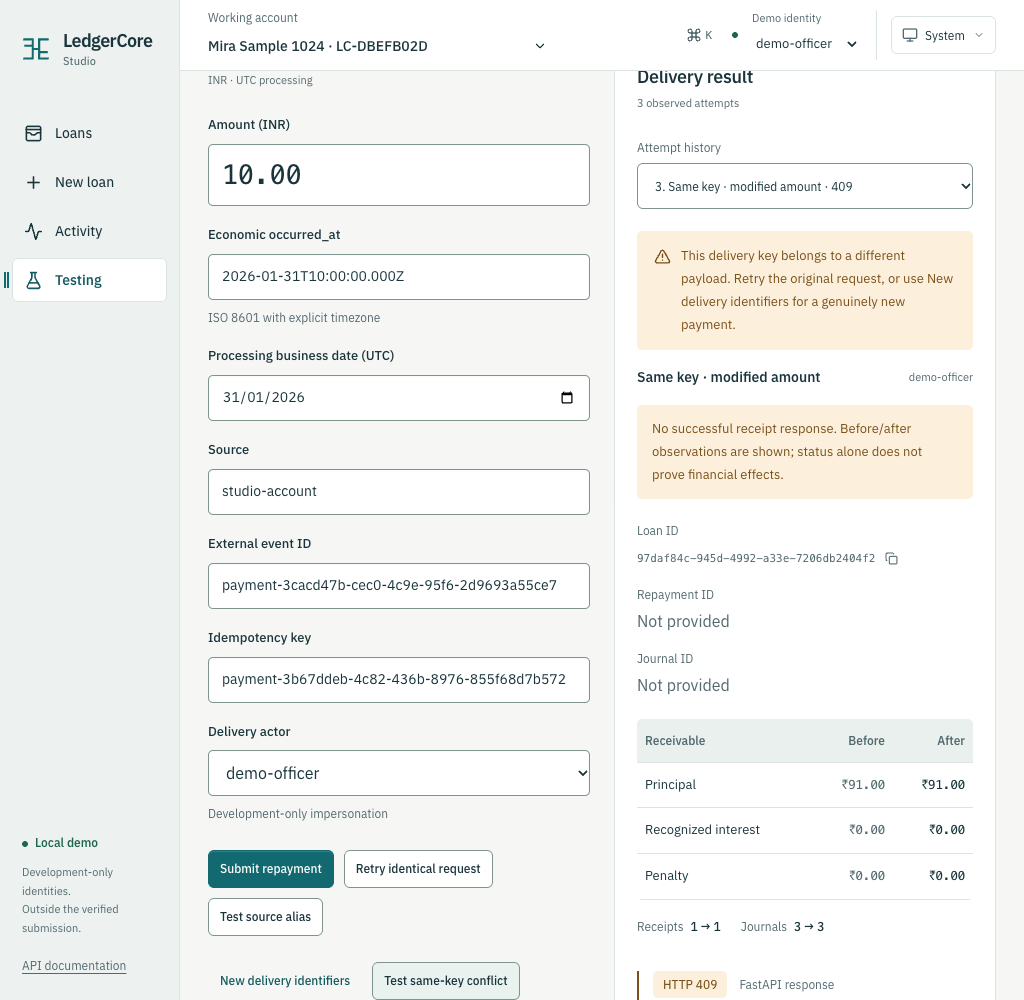 LedgerCore
Studio
Loans
New loan
Activity
Testing
Local demo
Development-only
identities.
Outside the verified
submission.
API documentation
Working account
Mira Sample 1024 · LC-DBEFB02D
⌘ K
Demo identity
demo-officer
System
INR · UTC processing
Amount (INR)
10.00
Economic occurred_at
2026-01-31T10:00:00.000Z
ISO 8601 with explicit timezone
Processing business date (UTC)
31/01/2026
Source
studio-account
External event ID
payment-3cacd47b-cec0-4c9e-95f6-2d9693a55ce7
Idempotency key
payment-3b67ddeb-4c82-436b-8976-855f68d7b572
Delivery actor
demo-officer
Development-only impersonation
Submit repayment
Retry identical request
Test source alias
New delivery identifiers
Test same-key conflict
Delivery result
3 observed attempts
Attempt history
3. Same key · modified amount · 409
This delivery key belongs to a different
payload. Retry the original request, or use New
delivery identifiers for a genuinely new
payment.
Same key · modified amount
demo-officer
No successful receipt response. Before/after
observations are shown; status alone does not
prove financial effects.
Loan ID
97daf84c-945d-4992-a33e-7206db2404f2
Repayment ID
Not provided
Journal ID
Not provided
Receivable Before After
Principal ₹91.00 ₹91.00
Recognized interest ₹0.00 ₹0.00
Penalty ₹0.00 ₹0.00
Receipts 1 → 1 Journals 3 → 3
HTTP 409 FastAPI response